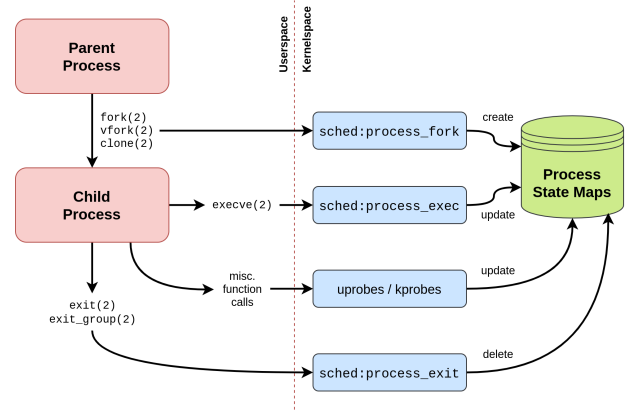 Userspace
Kernelspace
Parent
Process
fork(2)
vfork(2)
clone(2)
sched:process_fork
create
Process
State Maps
Child
Process
execve(2)
sched:process_exec
update
misc.
function
calls
uprobes / kprobes
update
exit(2)
exit_group(2)
sched:process_exit
delete